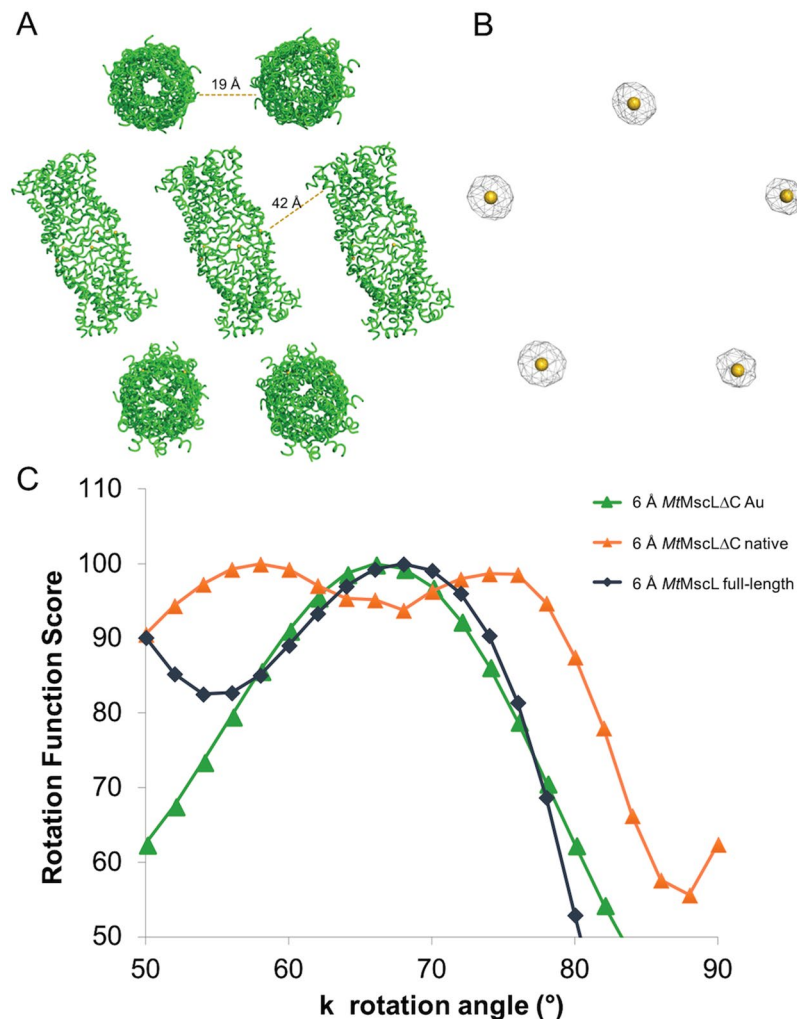 A
B
19 Å
42 Å
C
110
100
90
80
70
60
50
Rotation Function Score
50
60
70
80
90
k rotation angle (°)
6 Å MtMscLΔC Au
6 Å MtMscLΔC native
6 Å MtMscL full-length